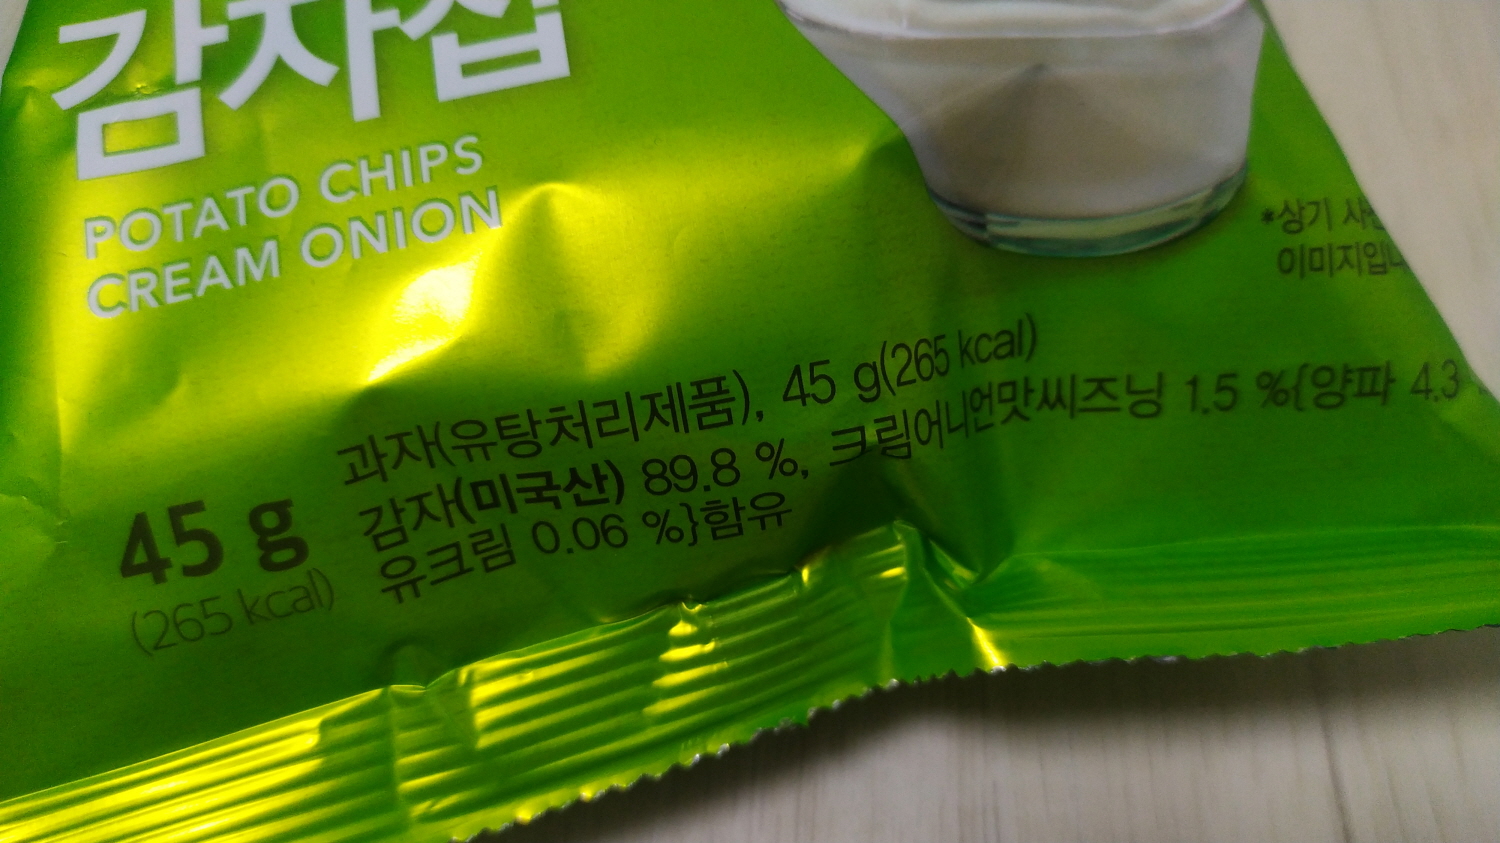 감자칩
POTATO CHIPS
CREAM ONION
*상기
이미지입니
과자(유탕처리제품), 45 g(265 kcal)
감자(미국산) 89.8 %, 크림어니언맛씨즈닝 1.5 %{양파 4.3
유크림 0.06 %}함유
45 g
(265 kcal)